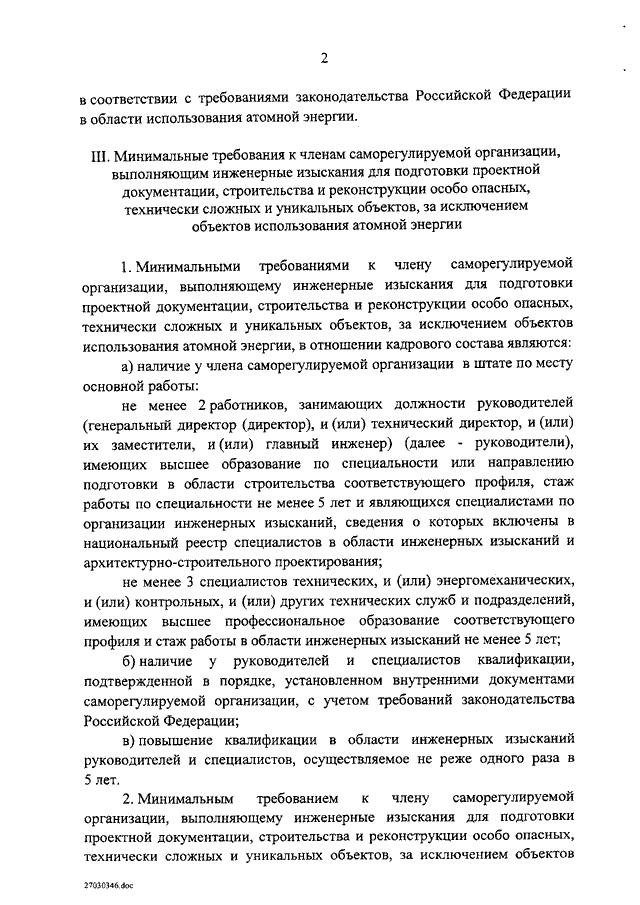 2
в соответствии с требованиями законодательства Российской Федерации
в области использования атомной энергии.
III. Минимальные требования к членам саморегулируемой организации,
выполняющим инженерные изыскания для подготовки проектной
документации, строительства и реконструкции особо опасных,
технически сложных и уникальных объектов, за исключением
объектов использования атомной энергии
1. Минимальными требованиями к члену саморегулируемой
организации, выполняющему инженерные изыскания для подготовки
проектной документации, строительства и реконструкции особо опасных,
технически сложных и уникальных объектов, за исключением объектов
использования атомной энергии, в отношении кадрового состава являются:
а) наличие у члена саморегулируемой организации в штате по месту
основной работы:
не менее 2 работников, занимающих должности руководителей
(генеральный директор (директор), и (или) технический директор, и (или)
их заместители, и (или) главный инженер) (далее - руководители),
имеющих высшее образование по специальности или направлению
подготовки в области строительства соответствующего профиля, стаж
работы по специальности не менее 5 лет и являющихся специалистами по
организации инженерных изысканий, сведения о которых включены в
национальный реестр специалистов в области инженерных изысканий и
архитектурно-строительного проектирования;
не менее 3 специалистов технических, и (или) энергомеханических,
и (или) контрольных, и (или) других технических служб и подразделений,
имеющих высшее профессиональное образование соответствующего
профиля и стаж работы в области инженерных изысканий не менее 5 лет;
б) наличие у руководителей и специалистов квалификации,
подтвержденной в порядке, установленном внутренними документами
саморегулируемой организации, с учетом требований законодательства
Российской Федерации;
в) повышение квалификации в области инженерных изысканий
руководителей и специалистов, осуществляемое не реже одного раза в
5 лет.
2. Минимальным требованием к члену саморегулируемой
организации, выполняющему инженерные изыскания для подготовки
проектной документации, строительства и реконструкции особо опасных,
технически сложных и уникальных объектов, за исключением объектов
27030346.doc